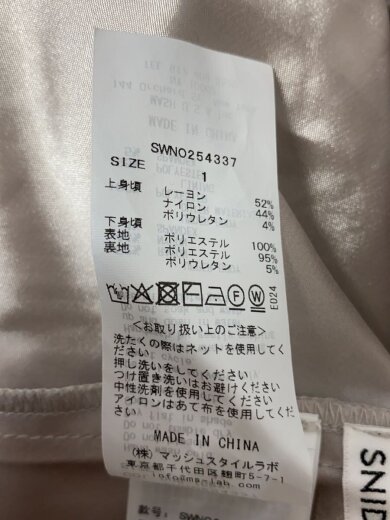 SWNO254337
SIZE 1
上身頃 レーヨン 52%
ナイロン 44%
ポリウレタン 4%
下身頃
表地 ポリエステル 100%
裏地 ポリエステル 95%
ポリウレタン 5%
ED24
<お取り扱い上のご注意>
洗たくの際はネットを使用してく
ださい
押し洗いをしてください
つけ置き洗いはお避けください
中性洗剤を使用してください
アイロンはあて布を使用してくだ
さい
MADE IN CHINA
(株)マッシュスタイルラボ
東京都千代田区麹町5-7-1
info@ms-lab.com
SNID